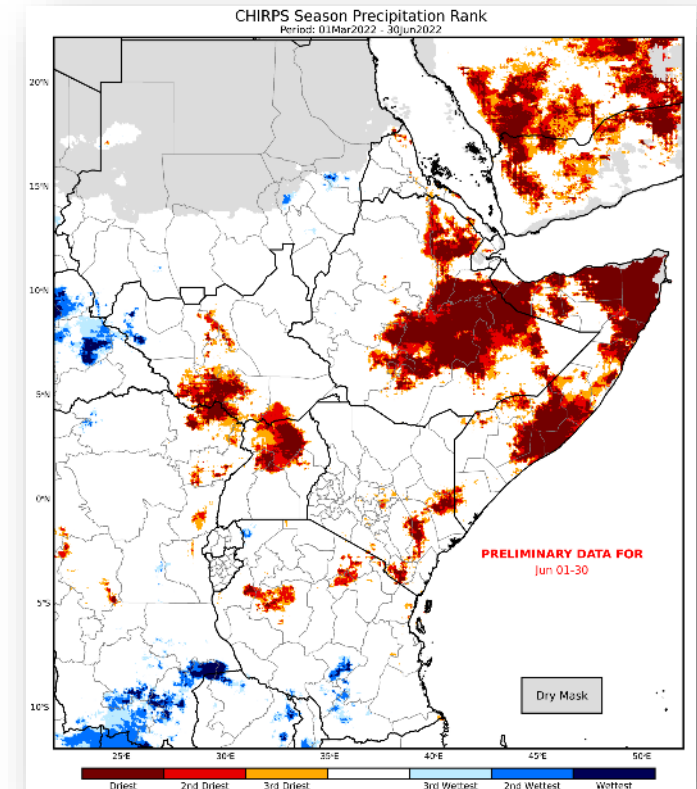 CHIRPS Season Precipitation Rank
Period: 01Mar2022 - 30Jun2022
20°N
15°N
10°N
5°N
0°N
5°S
10°S
PRELIMINARY DATA FOR
Jun 01-30
Dry Mask
25°E 30°E 35°E 40°E 45°E 50°E
Driest 2nd Driest 3rd Driest 3rd Wettest 2nd Wettest Wettest